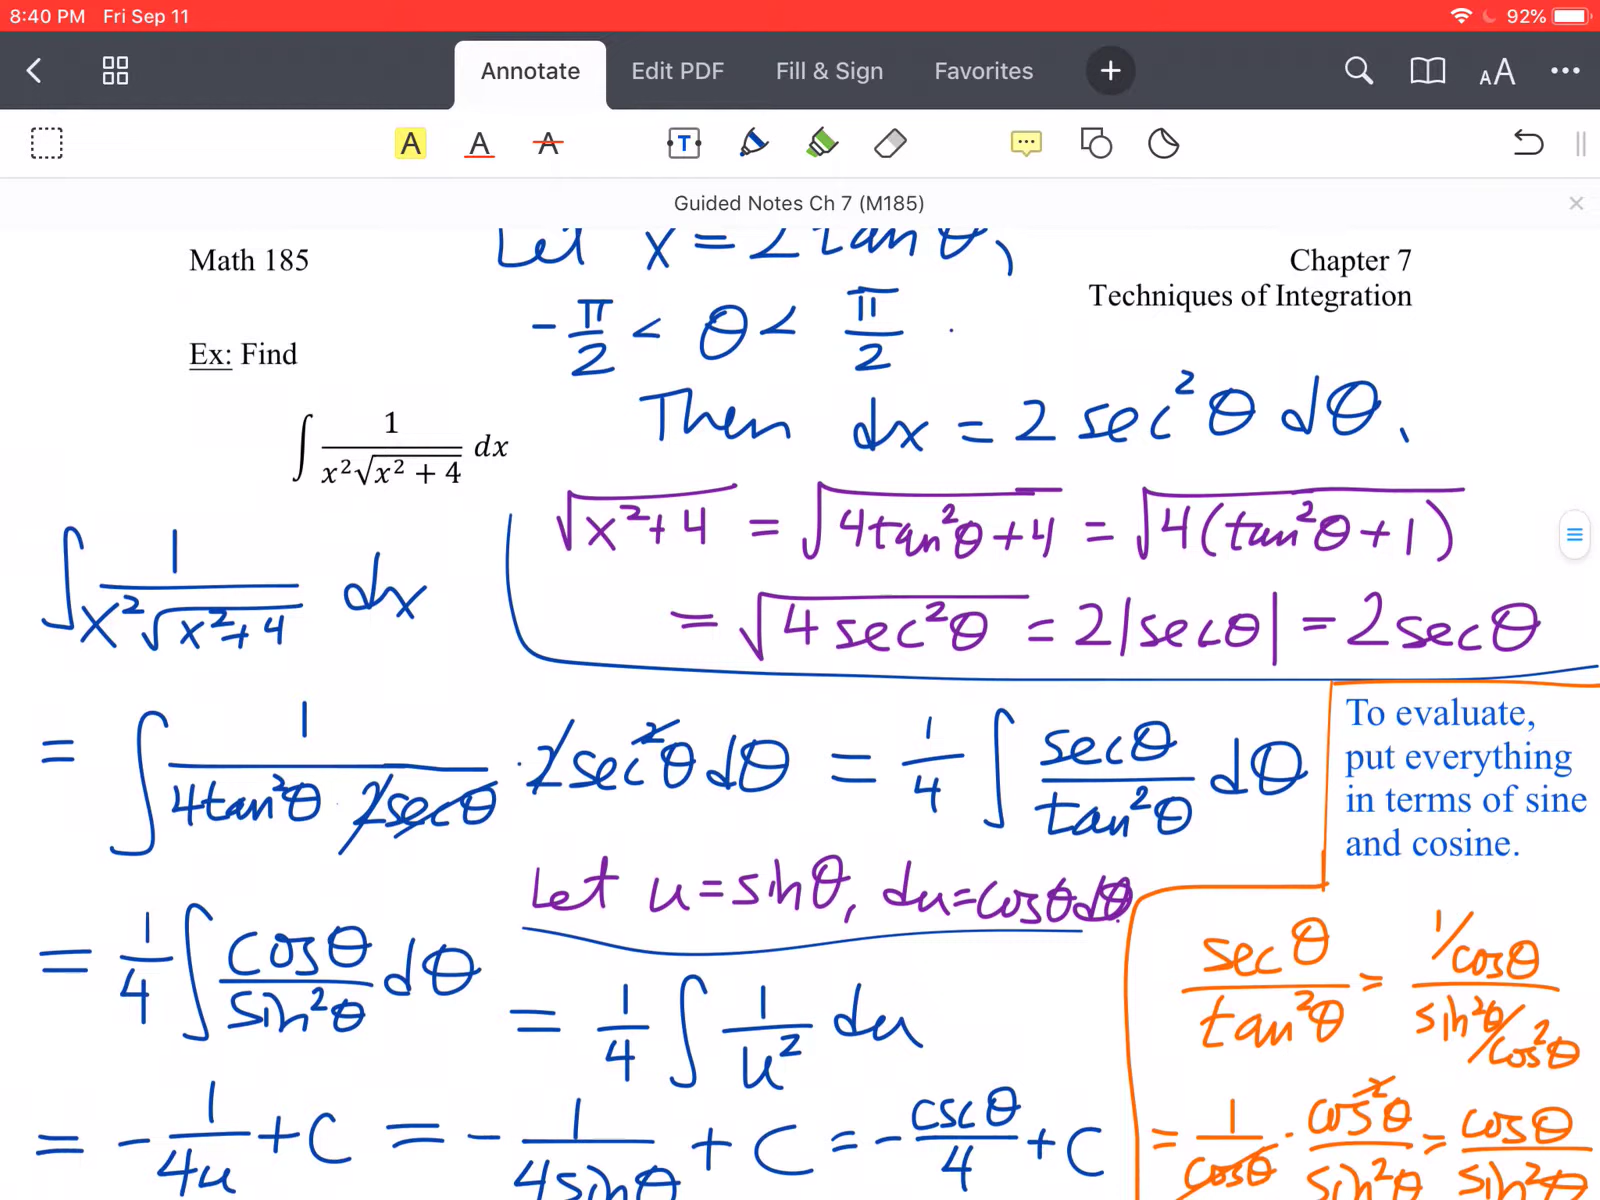 8:40 PM Fri Sep 11 92%
Annotate Edit PDF Fill & Sign Favorites +
A A A T AA
Guided Notes Ch 7 (M185)
Math 185
Chapter 7
Techniques of Integration
Let x = 2 tan θ,
-π/2 < θ < π/2 .
Ex: Find
Then dx = 2 sec² θ dθ.
∫ 1/(x²√(x² + 4)) dx
√(x²+4) = √(4tan²θ+4) = √(4(tan²θ+1))
= √(4 sec²θ) = 2|secθ| = 2secθ
∫ 1/(x²√(x²+4)) dx
= ∫ 1/(4tan²θ · 2secθ) · 2sec²θ dθ = 1/4 ∫ secθ/tan²θ dθ
To evaluate,
put everything
in terms of sine
and cosine.
Let u = sinθ, du = cosθdθ
= 1/4 ∫ cosθ/sin²θ dθ
= 1/4 ∫ 1/u² du
= -1/(4u) + C = -1/(4sinθ) + C = -cscθ/4 + C
secθ/tan²θ = (1/cosθ)/(sin²θ/cos²θ)
= 1/cosθ · cos²θ/sin²θ = cosθ/sin²θ